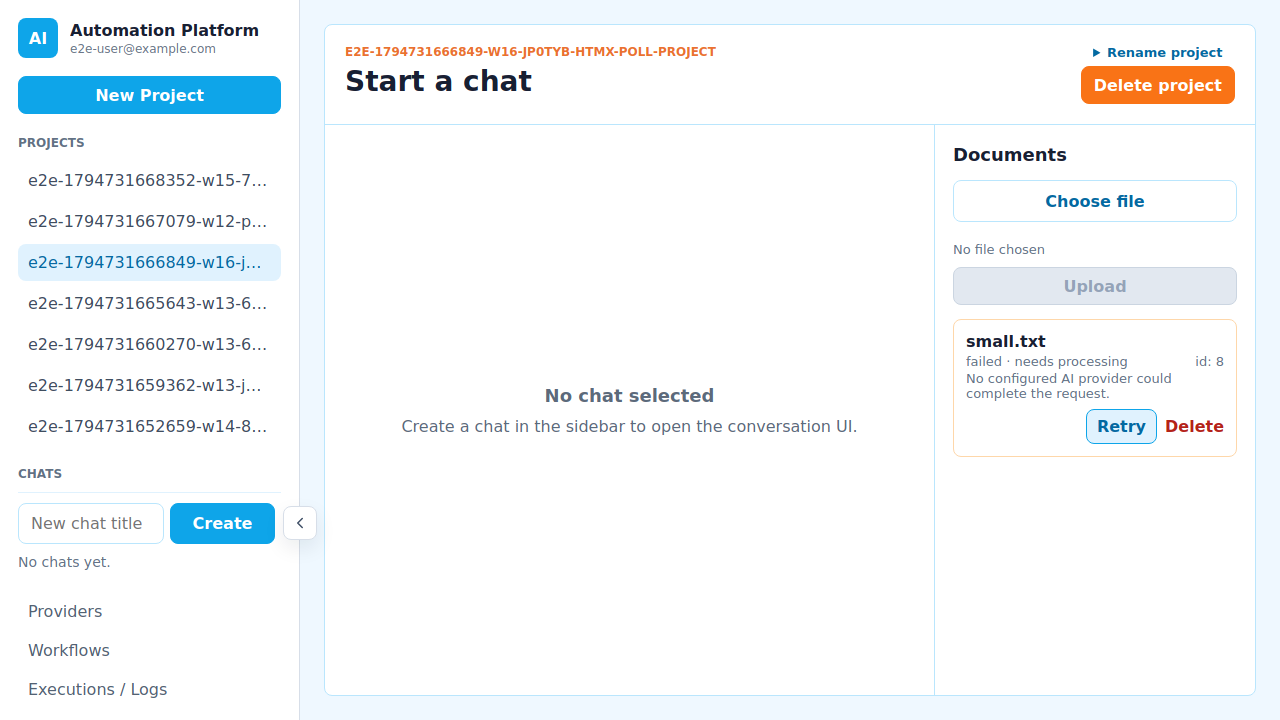 AI
Automation Platform
e2e-user@example.com
New Project
PROJECTS
e2e-1794731668352-w15-7...
e2e-1794731667079-w12-p...
e2e-1794731666849-w16-j...
e2e-1794731665643-w13-6...
e2e-1794731660270-w13-6...
e2e-1794731659362-w13-j...
e2e-1794731652659-w14-8...
CHATS
New chat title
Create
No chats yet.
Providers
Workflows
Executions / Logs
E2E-1794731666849-W16-JP0TYB-HTMX-POLL-PROJECT
Start a chat
Rename project
Delete project
No chat selected
Create a chat in the sidebar to open the conversation UI.
Documents
Choose file
No file chosen
Upload
small.txt
failed · needs processing id: 8
No configured AI provider could
complete the request.
Retry Delete